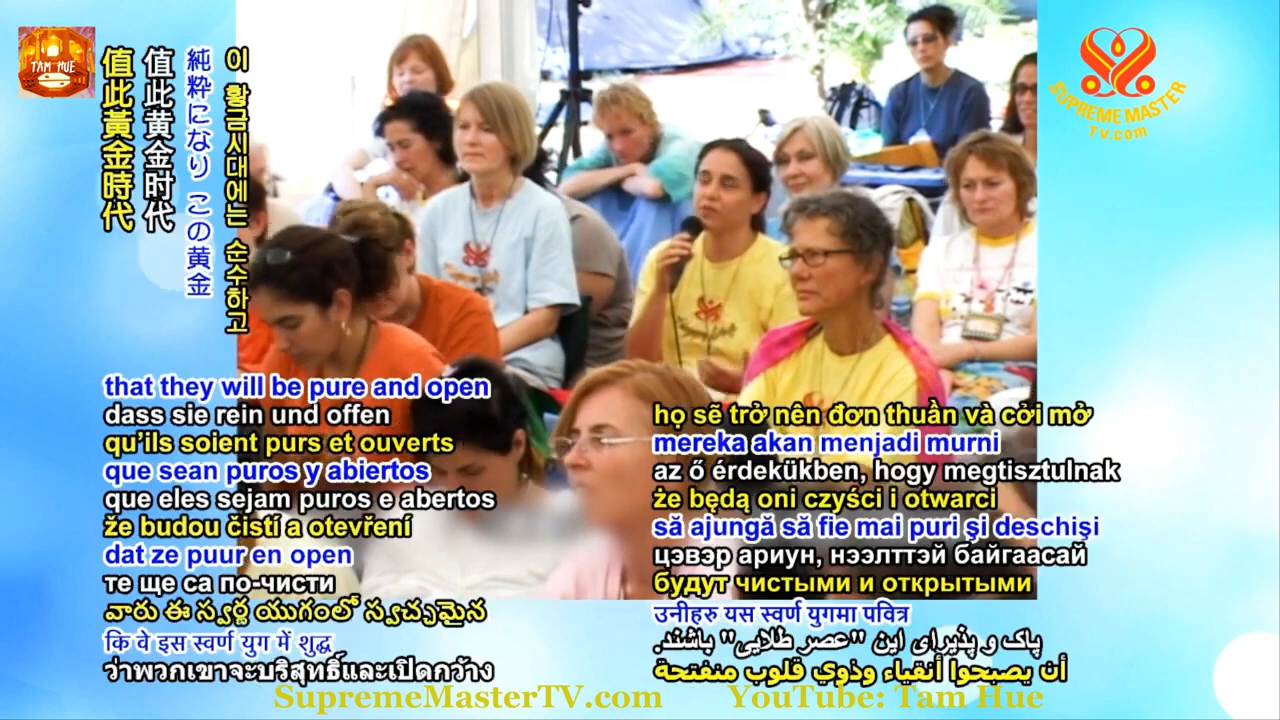 TAM HUE
值此黃金時代
值此黄金时代
純粋になり この黄金
이 황금시대에는 순수하고
SUPREME MASTER
TV.com
that they will be pure and open
dass sie rein und offen
qu'ils soient purs et ouverts
que sean puros y abiertos
que eles sejam puros e abertos
že budou čistí a otevření
dat ze puur en open
те ще са по-чисти
వారు ఈ స్వర్ణ యుగంలో స్వచ్ఛమైన
कि वे इस स्वर्ण युग में शुद्ध
ว่าพวกเขาจะบริสุทธิ์และเปิดกว้าง
họ sẽ trở nên đơn thuần và cởi mở
mereka akan menjadi murni
az ő érdekükben, hogy megtisztulnak
że będą oni czyści i otwarci
să ajungă să fie mai puri şi deschişi
цэвэр ариун, нээлттэй байгаасай
будут чистыми и открытыми
उनीहरु यस स्वर्ण युगमा पवित्र
پاک و پذیرای این "عصر طلایی" باشند.
أن يصبحوا أنقياء وذوي قلوب منفتحة
SupremeMasterTV.com
YouTube: Tam Hue